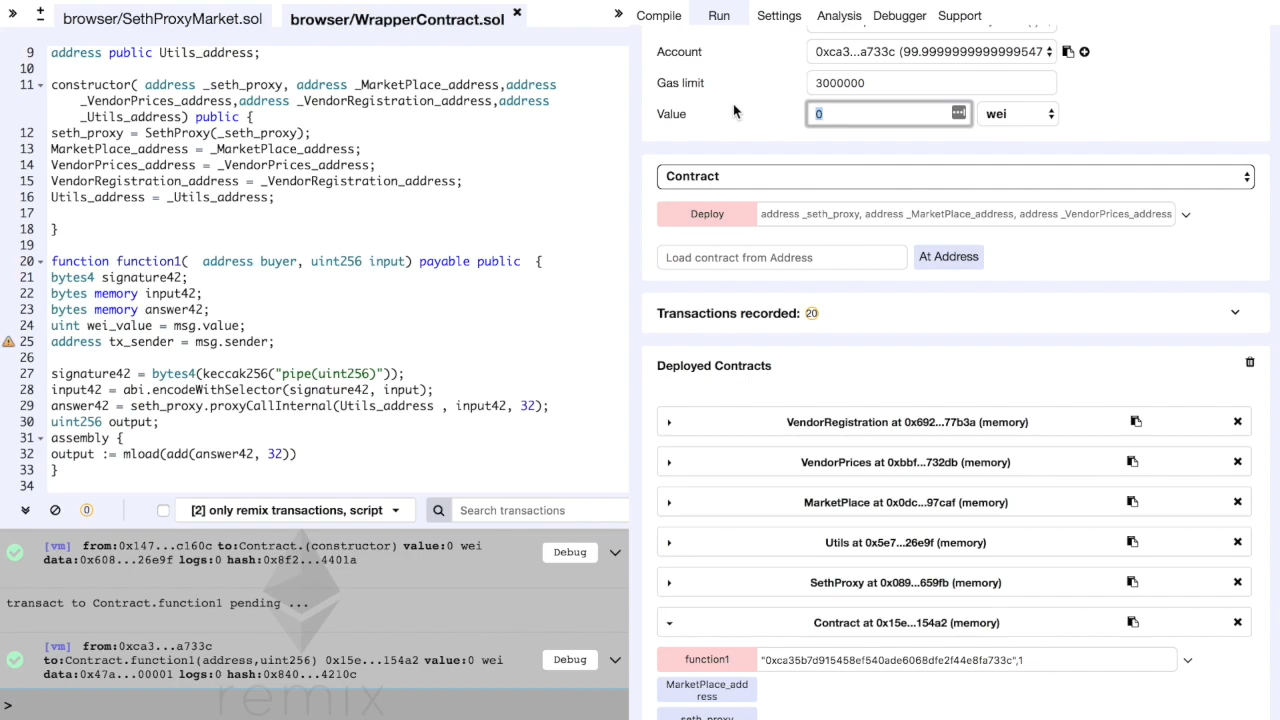 browser/SethProxyMarket.sol
browser/WrapperContract.sol
9 address public Utils_address;
10
11 constructor( address _seth_proxy, address _MarketPlace_address,address
_VendorPrices_address,address _VendorRegistration_address,address
_Utils_address) public {
12 seth_proxy = SethProxy(_seth_proxy);
13 MarketPlace_address = _MarketPlace_address;
14 VendorPrices_address = _VendorPrices_address;
15 VendorRegistration_address = _VendorRegistration_address;
16 Utils_address = _Utils_address;
17
18 }
19
20 function function1( address buyer, uint256 input) payable public {
21 bytes4 signature42;
22 bytes memory input42;
23 bytes memory answer42;
24 uint wei_value = msg.value;
25 address tx_sender = msg.sender;
26
27 signature42 = bytes4(keccak256("pipe(uint256)"));
28 input42 = abi.encodeWithSelector(signature42, input);
29 answer42 = seth_proxy.proxyCallInternal(Utils_address , input42, 32);
30 uint256 output;
31 assembly {
32 output := mload(add(answer42, 32))
33 }
34
0
[2] only remix transactions, script
Search transactions
[vm] from:0x147...c160c to:Contract.(constructor) value:0 wei
data:0x608...26e9f logs:0 hash:0x8f2...4401a
Debug
transact to Contract.function1 pending ...
[vm] from:0xca3...a733c
to:Contract.function1(address,uint256) 0x15e...154a2 value:0 wei
data:0x47a...00001 logs:0 hash:0x840...4210c
Debug
remix
>
Compile Run Settings Analysis Debugger Support
Account 0xca3...a733c (99.9999999999999547
Gas limit 3000000
Value 0 wei
Contract
Deploy address _seth_proxy, address _MarketPlace_address, address _VendorPrices_address
Load contract from Address At Address
Transactions recorded: 20
Deployed Contracts
VendorRegistration at 0x692...77b3a (memory)
VendorPrices at 0xbbf...732db (memory)
MarketPlace at 0x0dc...97caf (memory)
Utils at 0x5e7...26e9f (memory)
SethProxy at 0x089...659fb (memory)
Contract at 0x15e...154a2 (memory)
function1 "0xca35b7d915458ef540ade6068dfe2f44e8fa733c",1
MarketPlace_add
ress
seth_proxy